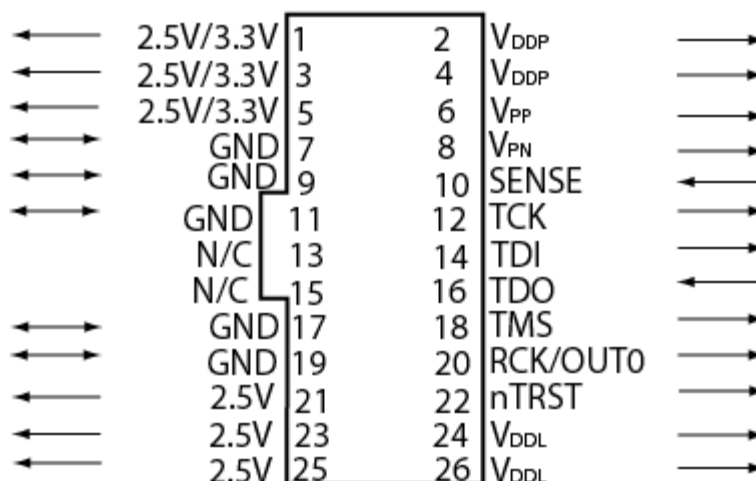 2.5V/3.3V 1 2 VDDP
2.5V/3.3V 3 4 VDDP
2.5V/3.3V 5 6 VPP
GND 7 8 VPN
GND 9 10 SENSE
GND 11 12 TCK
N/C 13 14 TDI
N/C 15 16 TDO
GND 17 18 TMS
GND 19 20 RCK/OUT0
2.5V 21 22 nTRST
2.5V 23 24 VDDL
2.5V 25 26 VDDL